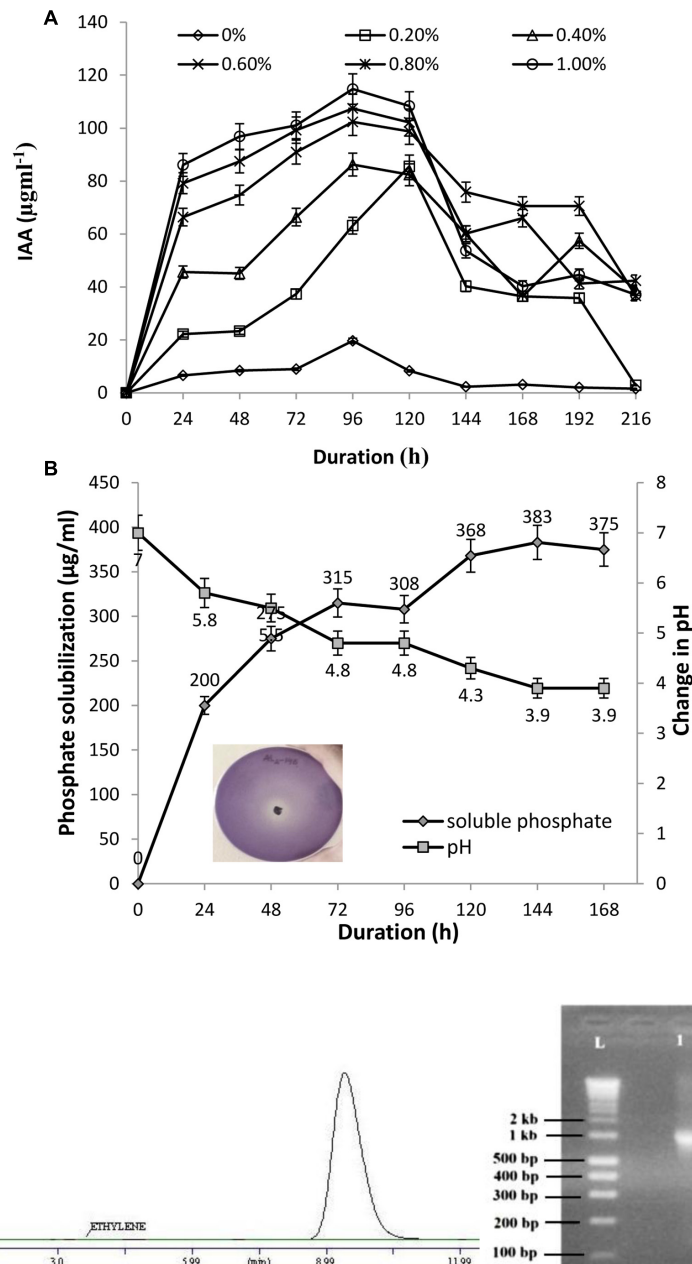 A
0% 0.20% 0.40%
0.60% 0.80% 1.00%
IAA (µgml-1)
140
120
100
80
60
40
20
0
0 24 48 72 96 120 144 168 192 216
Duration (h)
B
Phosphate solubilization (µg/ml)
450
400
350
300
250
200
150
100
50
0
8
7
6
5
4
3
2
1
0
Change in pH
7
5.8
5.5
4.8
4.8
4.3
3.9
3.9
0
200
275
315
308
368
383
375
soluble phosphate
pH
0 24 48 72 96 120 144 168
Duration (h)
ETHYLENE
3.0 5.99 (min) 8.99 11.99
L 1
2 kb
1 kb
500 bp
400 bp
300 bp
200 bp
100 bp